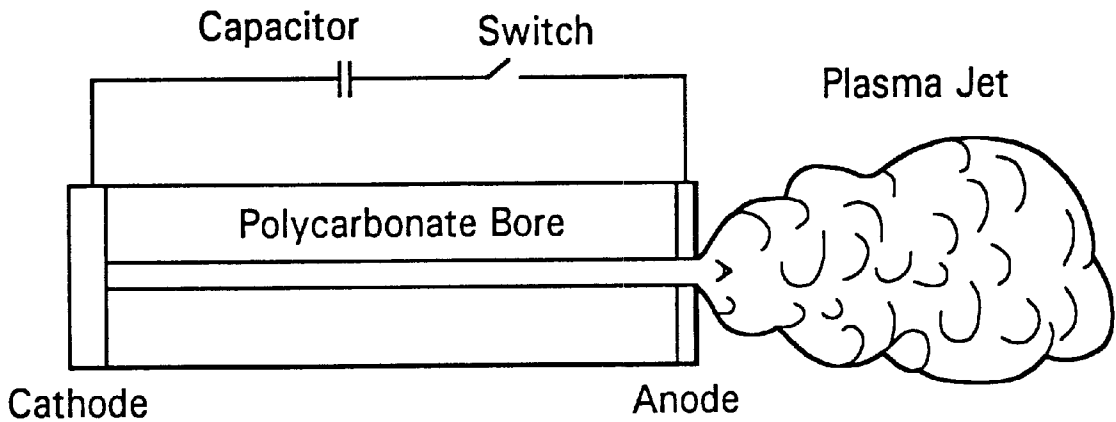 Capacitor
Switch
Plasma Jet
Polycarbonate Bore
Cathode
Anode